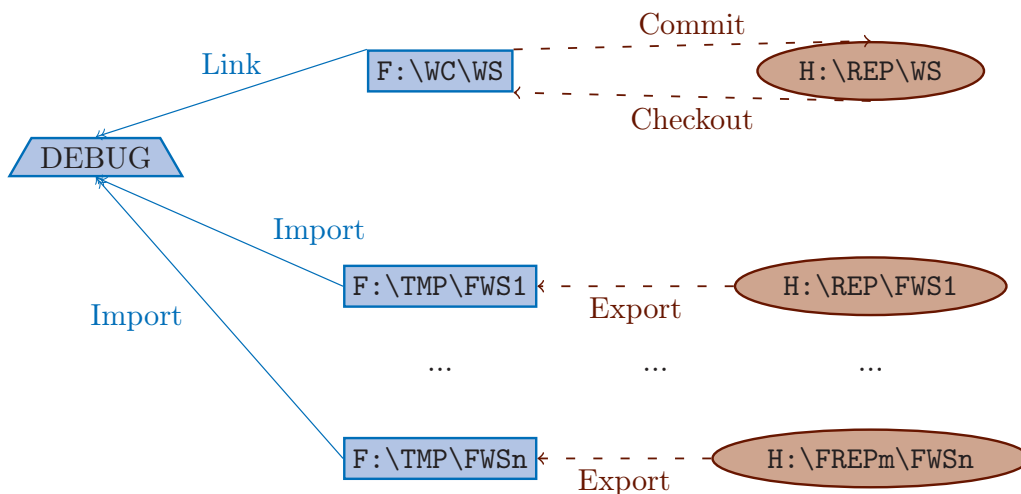 Commit
Link
F:\WC\WS
H:\REP\WS
Checkout
DEBUG
Import
F:\TMP\FWS1
H:\REP\FWS1
Export
Import
... ... ...
F:\TMP\FWSn
H:\FREPm\FWSn
Export